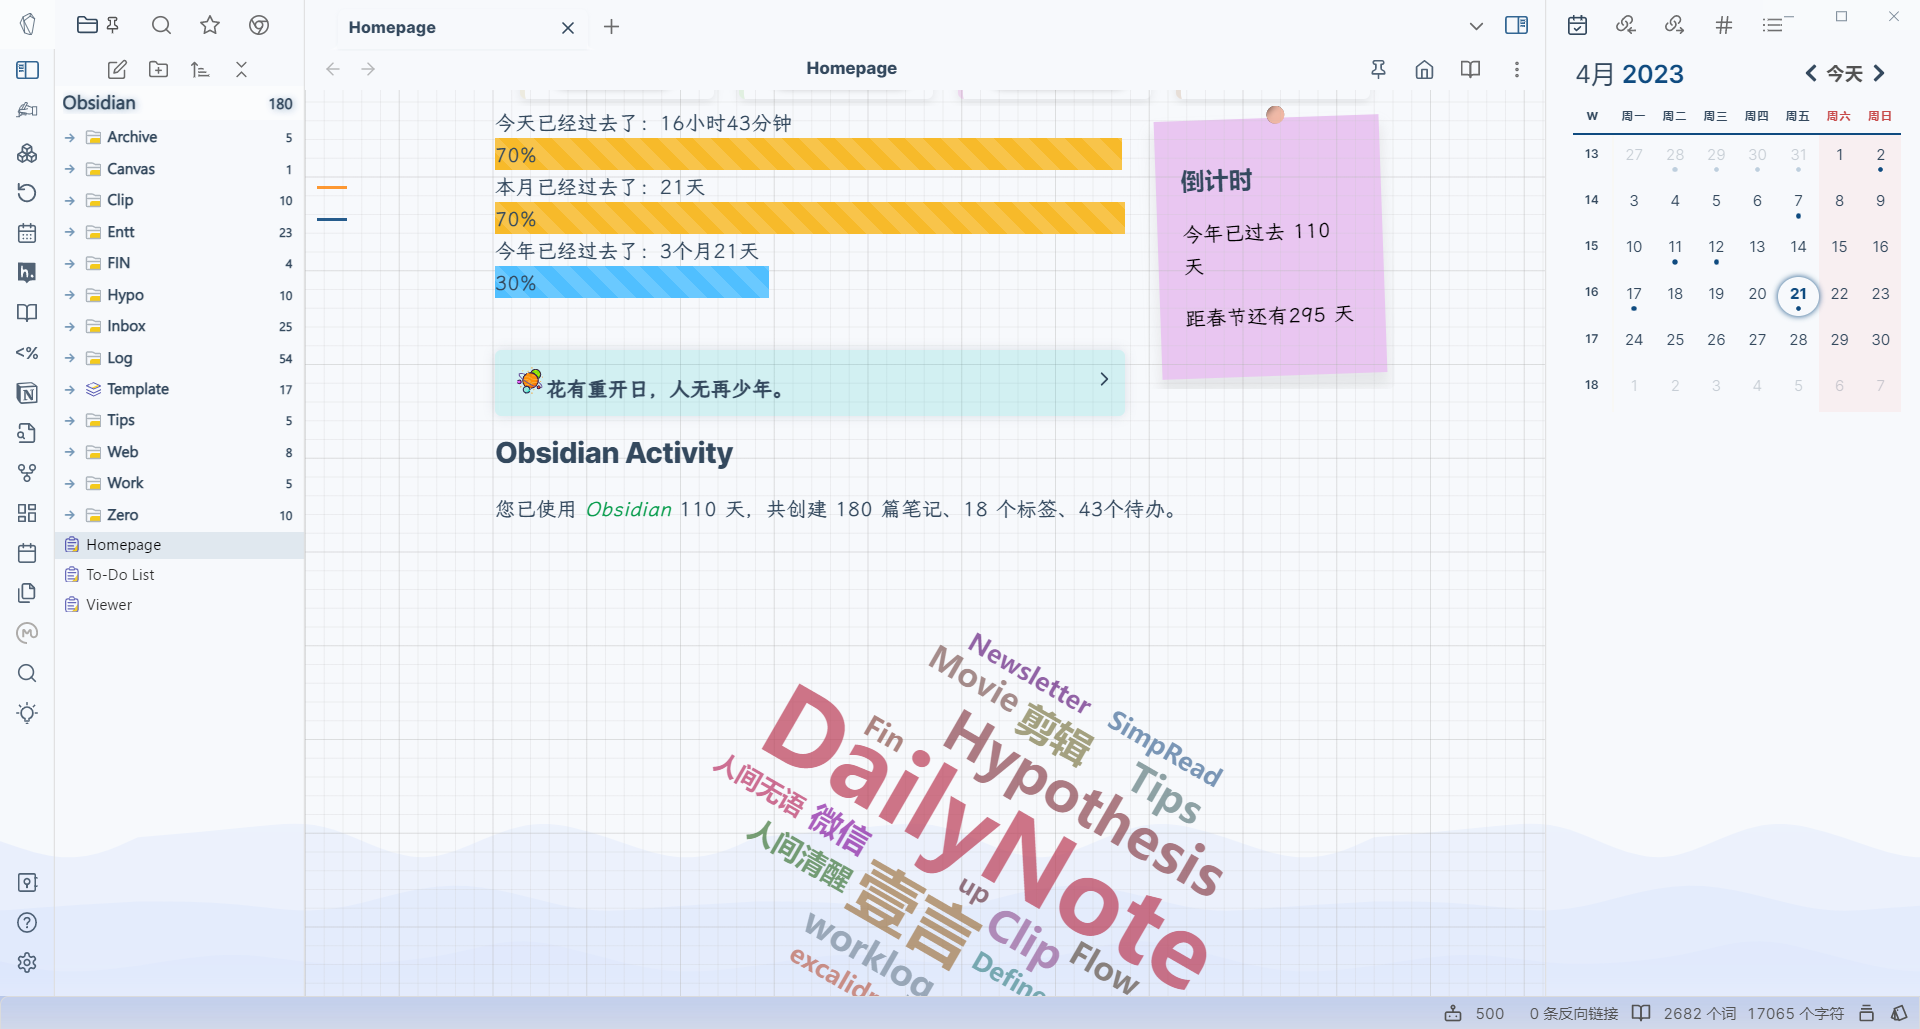 Homepage
Obsidian 180
Archive 5
Canvas 1
Clip 10
Entt 23
FIN 4
Hypo 10
Inbox 25
Log 54
Template 17
Tips 5
Web 8
Work 5
Zero 10
Homepage
To-Do List
Viewer
h.
<%
Homepage
今天已经过去了：16小时43分钟
70%
本月已经过去了：21天
70%
今年已经过去了：3个月21天
30%
倒计时
今年已过去 110
天
距春节还有295 天
花有重开日，人无再少年。
Obsidian Activity
您已使用 Obsidian 110 天，共创建 180 篇笔记、18 个标签、43个待办。
Newsletter
Movie
剪辑
SimpRead
Fin
Hypothesis
Tips
DailyNote
人间无语
微信
人间清醒
壹言
up
Clip
Flow
worklog
4月 2023 今天
W 周一 周二 周三 周四 周五 周六 周日
13 27 28 29 30 31 1 2
14 3 4 5 6 7 8 9
15 10 11 12 13 14 15 16
16 17 18 19 20 21 22 23
17 24 25 26 27 28 29 30
18 1 2 3 4 5 6 7
500 0 条反向链接 2682 个词 17065 个字符